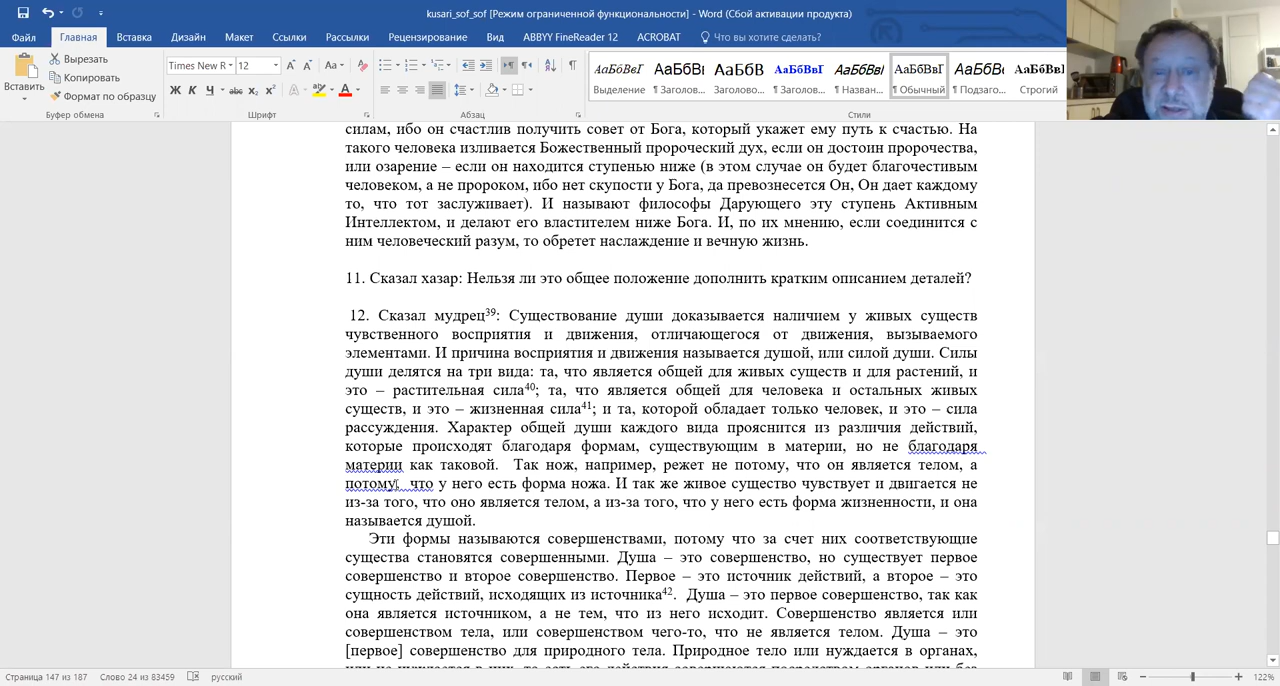 kusari_sof_sof [Режим ограниченной функциональности] - Word (Сбой активации продукта)
Файл Главная Вставка Дизайн Макет Ссылки Рассылки Рецензирование Вид ABBYY FineReader 12 ACROBAT Что вы хотите сделать?
Вставить
Вырезать
Копировать
Формат по образцу
Буфер обмена
Times New R 12
Шрифт
Абзац
АаБбВвГ АаБбВı АаБбВ АаБбВвГ АаБбВвı АаБбВвГ АаБбВ АаБбВвı
Выделение ¶ Заголов... Заголово... ¶ Заголов... ¶ Назван... ¶ Обычный ¶ Подзаго... Строгий
Стили
силам, ибо он счастлив получить совет от Бога, который укажет ему путь к счастью. На
такого человека изливается Божественный пророческий дух, если он достоин пророчества,
или озарение – если он находится ступенью ниже (в этом случае он будет благочестивым
человеком, а не пророком, ибо нет скупости у Бога, да превознесется Он, Он дает каждому
то, что тот заслуживает). И называют философы Дарующего эту ступень Активным
Интеллектом, и делают его властителем ниже Бога. И, по их мнению, если соединится с
ним человеческий разум, то обретет наслаждение и вечную жизнь.
11. Сказал хазар: Нельзя ли это общее положение дополнить кратким описанием деталей?
12. Сказал мудрец39: Существование души доказывается наличием у живых существ
чувственного восприятия и движения, отличающегося от движения, вызываемого
элементами. И причина восприятия и движения называется душой, или силой души. Силы
души делятся на три вида: та, что является общей для живых существ и для растений, и
это – растительная сила40; та, что является общей для человека и остальных живых
существ, и это – жизненная сила41; и та, которой обладает только человек, и это – сила
рассуждения. Характер общей души каждого вида прояснится из различия действий,
которые происходят благодаря формам, существующим в материи, но не благодаря
материи как таковой. Так нож, например, режет не потому, что он является телом, а
потому, что у него есть форма ножа. И так же живое существо чувствует и двигается не
из-за того, что оно является телом, а из-за того, что у него есть форма жизненности, и она
называется душой.
Эти формы называются совершенствами, потому что за счет них соответствующие
существа становятся совершенными. Душа – это совершенство, но существует первое
совершенство и второе совершенство. Первое – это источник действий, а второе – это
сущность действий, исходящих из источника42. Душа – это первое совершенство, так как
она является источником, а не тем, что из него исходит. Совершенство является или
совершенством тела, или совершенством чего-то, что не является телом. Душа – это
[первое] совершенство для природного тела. Природное тело или нуждается в органах,
Страница 147 из 187 Слово 24 из 83459 русский 122%